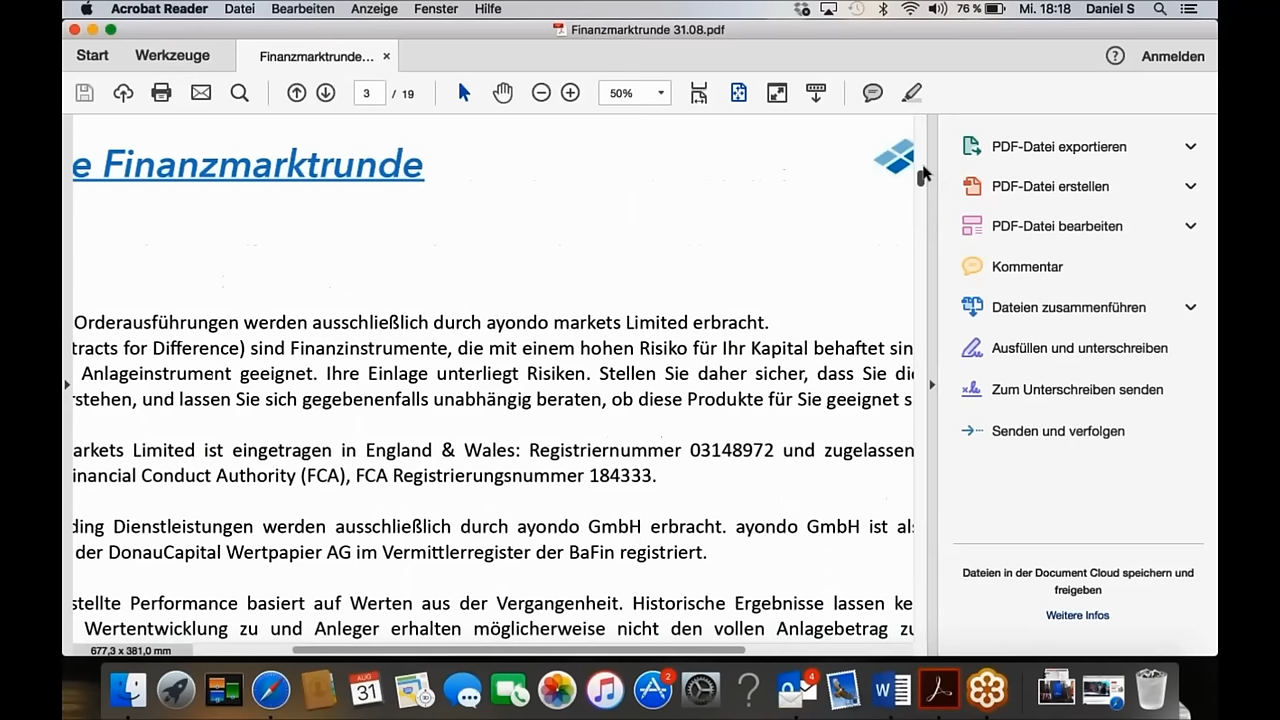 Acrobat Reader Datei Bearbeiten Anzeige Fenster Hilfe 76 % Mi. 18:18 Daniel S
Finanzmarktrunde 31.08.pdf
Start Werkzeuge Finanzmarktrunde... × Anmelden
3 / 19 50%
e Finanzmarktrunde
Orderausführungen werden ausschließlich durch ayondo markets Limited erbracht.
tracts for Difference) sind Finanzinstrumente, die mit einem hohen Risiko für Ihr Kapital behaftet sin
Anlageinstrument geeignet. Ihre Einlage unterliegt Risiken. Stellen Sie daher sicher, dass Sie die
rstehen, und lassen Sie sich gegebenenfalls unabhängig beraten, ob diese Produkte für Sie geeignet s
arkets Limited ist eingetragen in England & Wales: Registriernummer 03148972 und zugelassen
inancial Conduct Authority (FCA), FCA Registrierungsnummer 184333.
ding Dienstleistungen werden ausschließlich durch ayondo GmbH erbracht. ayondo GmbH ist als
der DonauCapital Wertpapier AG im Vermittlerregister der BaFin registriert.
stellte Performance basiert auf Werten aus der Vergangenheit. Historische Ergebnisse lassen ke
Wertentwicklung zu und Anleger erhalten möglicherweise nicht den vollen Anlagebetrag zu
677,3 x 381,0 mm
PDF-Datei exportieren
PDF-Datei erstellen
PDF-Datei bearbeiten
Kommentar
Dateien zusammenführen
Ausfüllen und unterschreiben
Zum Unterschreiben senden
Senden und verfolgen
Dateien in der Document Cloud speichern und
freigeben
Weitere Infos
AUG
31
2
4